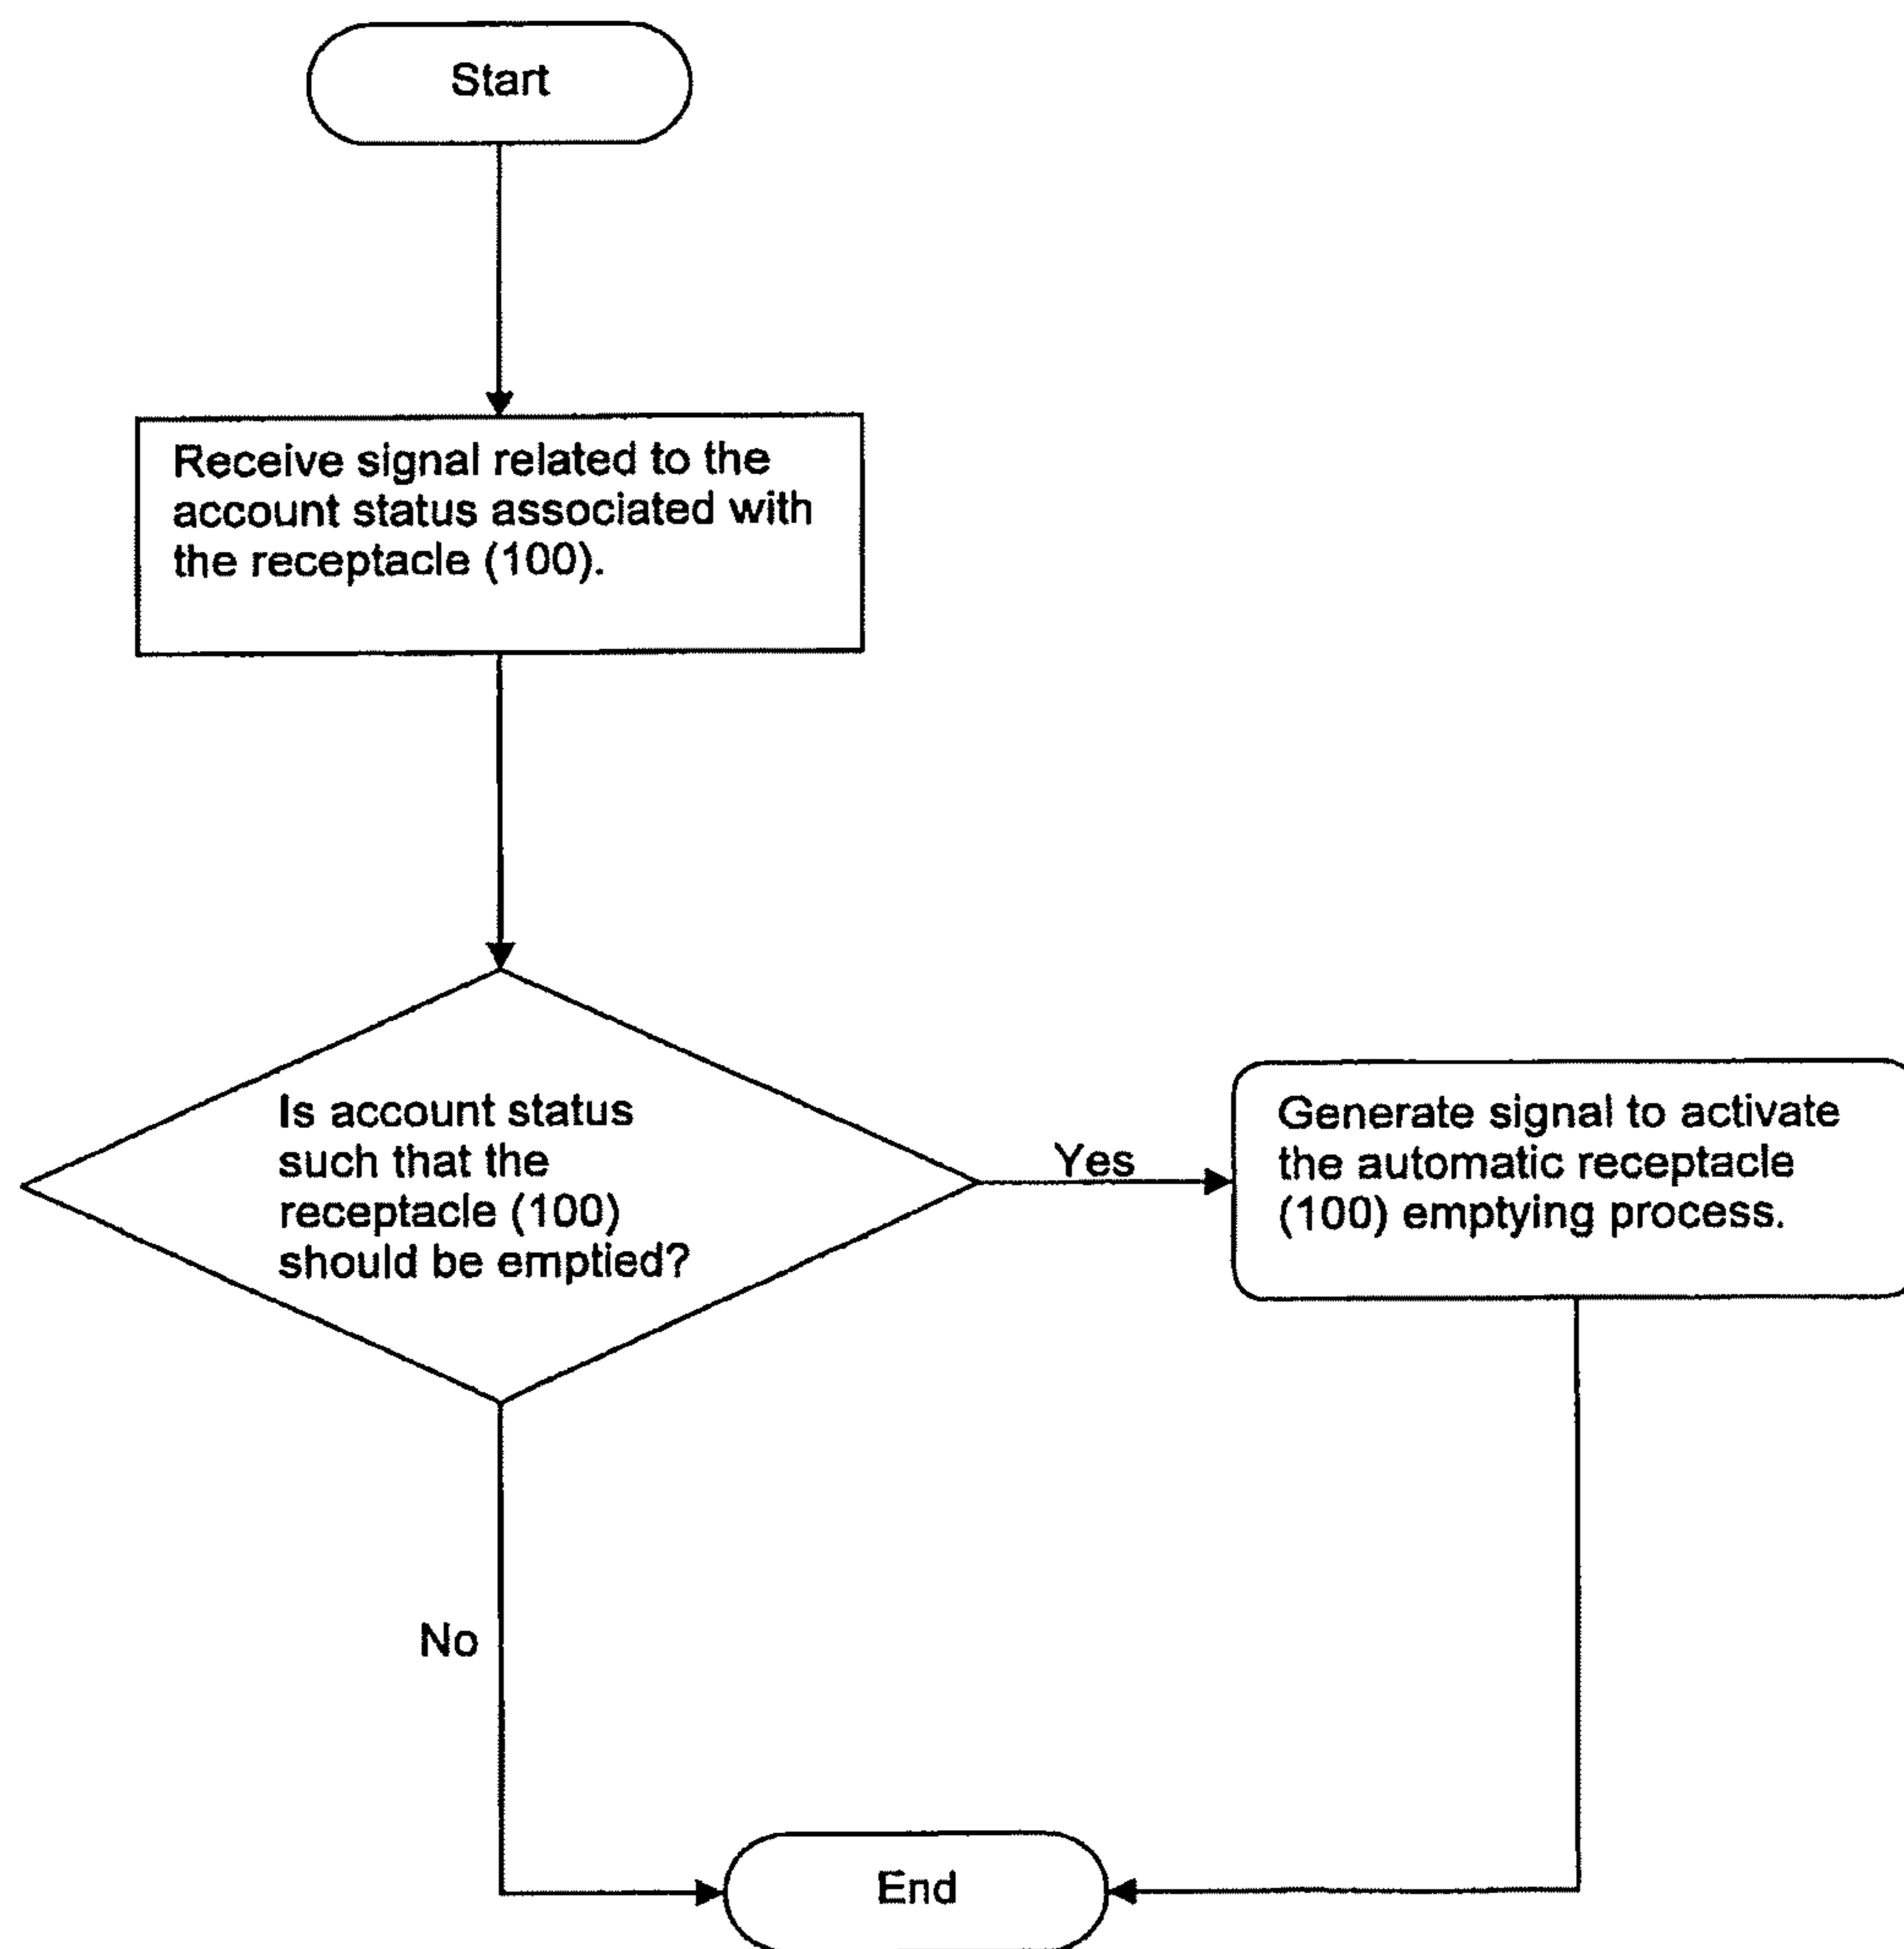 Start
Receive signal related to the
account status associated with
the receptacle (100).
Is account status
such that the
receptacle (100)
should be emptied?
Yes
Generate signal to activate
the automatic receptacle
(100) emptying process.
No
End